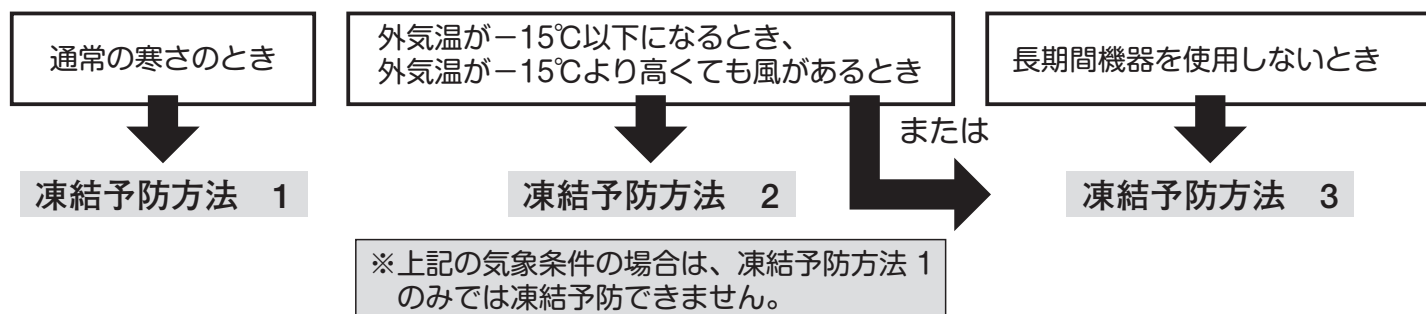 通常の寒さのとき
外気温が−15℃以下になるとき、
外気温が−15℃より高くても風があるとき
長期間機器を使用しないとき
または
凍結予防方法　1
凍結予防方法　2
凍結予防方法　3
※上記の気象条件の場合は、凍結予防方法 1
のみでは凍結予防できません。